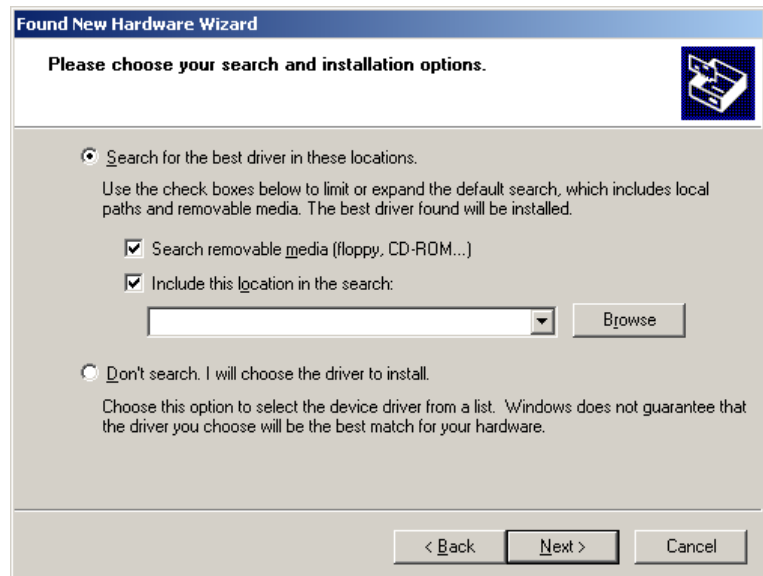 Found New Hardware Wizard
Please choose your search and installation options.
Search for the best driver in these locations.
Use the check boxes below to limit or expand the default search, which includes local
paths and removable media. The best driver found will be installed.
Search removable media (floppy, CD-ROM...)
Include this location in the search:
Browse
Don't search. I will choose the driver to install.
Choose this option to select the device driver from a list. Windows does not guarantee that
the driver you choose will be the best match for your hardware.
< Back Next > Cancel